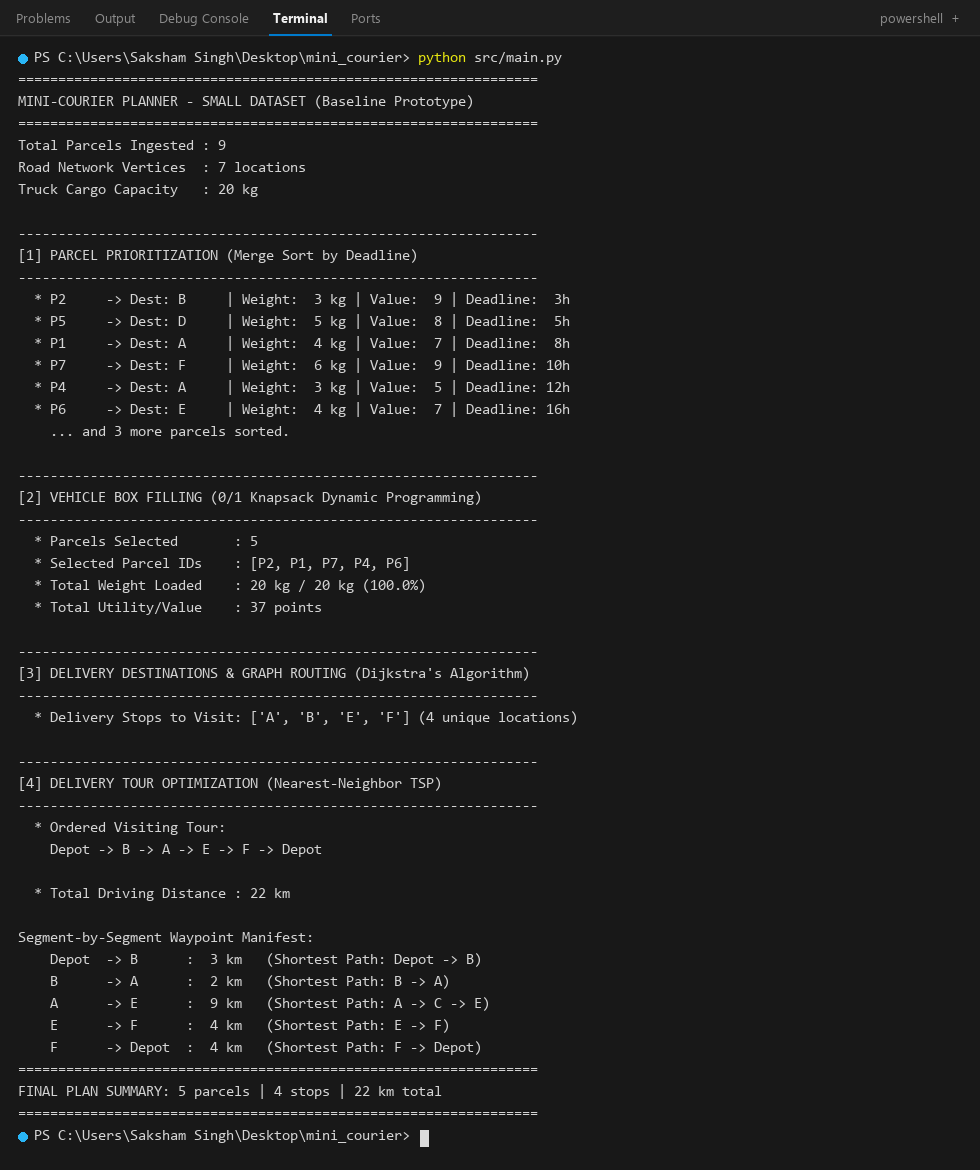 Problems Output Debug Console Terminal Ports powershell +
PS C:\Users\Saksham Singh\Desktop\mini_courier> python src/main.py
=================================================================
MINI-COURIER PLANNER - SMALL DATASET (Baseline Prototype)
=================================================================
Total Parcels Ingested : 9
Road Network Vertices  : 7 locations
Truck Cargo Capacity   : 20 kg
-----------------------------------------------------------------
[1] PARCEL PRIORITIZATION (Merge Sort by Deadline)
-----------------------------------------------------------------
  * P2     -> Dest: B     | Weight:  3 kg | Value:  9 | Deadline:  3h
  * P5     -> Dest: D     | Weight:  5 kg | Value:  8 | Deadline:  5h
  * P1     -> Dest: A     | Weight:  4 kg | Value:  7 | Deadline:  8h
  * P7     -> Dest: F     | Weight:  6 kg | Value:  9 | Deadline: 10h
  * P4     -> Dest: A     | Weight:  3 kg | Value:  5 | Deadline: 12h
  * P6     -> Dest: E     | Weight:  4 kg | Value:  7 | Deadline: 16h
    ... and 3 more parcels sorted.
-----------------------------------------------------------------
[2] VEHICLE BOX FILLING (0/1 Knapsack Dynamic Programming)
-----------------------------------------------------------------
  * Parcels Selected       : 5
  * Selected Parcel IDs    : [P2, P1, P7, P4, P6]
  * Total Weight Loaded    : 20 kg / 20 kg (100.0%)
  * Total Utility/Value    : 37 points
-----------------------------------------------------------------
[3] DELIVERY DESTINATIONS & GRAPH ROUTING (Dijkstra's Algorithm)
-----------------------------------------------------------------
  * Delivery Stops to Visit: ['A', 'B', 'E', 'F'] (4 unique locations)
-----------------------------------------------------------------
[4] DELIVERY TOUR OPTIMIZATION (Nearest-Neighbor TSP)
-----------------------------------------------------------------
  * Ordered Visiting Tour:
    Depot -> B -> A -> E -> F -> Depot
  * Total Driving Distance : 22 km
Segment-by-Segment Waypoint Manifest:
    Depot  -> B      :  3 km   (Shortest Path: Depot -> B)
    B      -> A      :  2 km   (Shortest Path: B -> A)
    A      -> E      :  9 km   (Shortest Path: A -> C -> E)
    E      -> F      :  4 km   (Shortest Path: E -> F)
    F      -> Depot  :  4 km   (Shortest Path: F -> Depot)
=================================================================
FINAL PLAN SUMMARY: 5 parcels | 4 stops | 22 km total
=================================================================
PS C:\Users\Saksham Singh\Desktop\mini_courier>